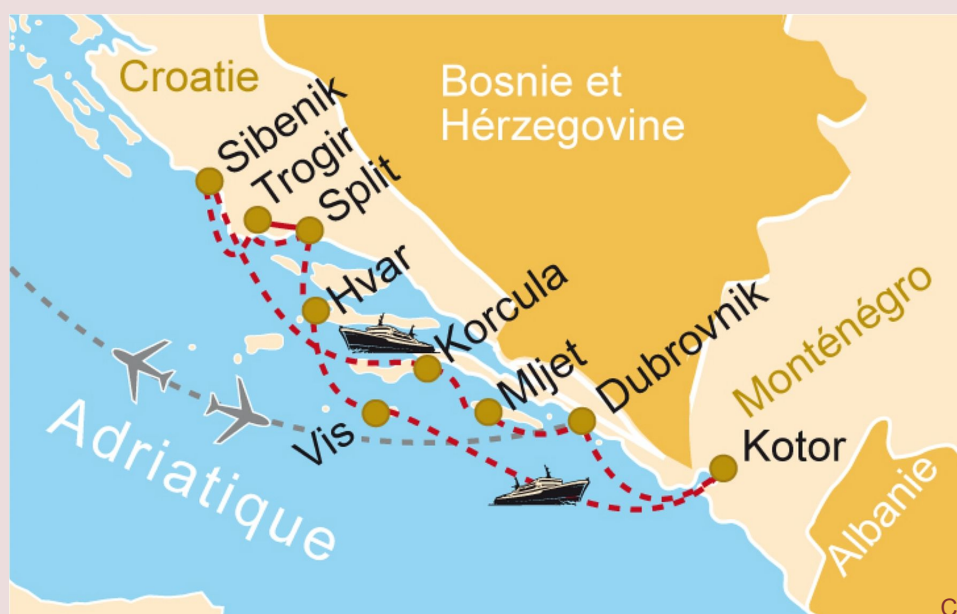 Croatie
Bosnie et
Hérzegovine
Sibenik
Trogir
Split
Hvar
Korcula
Mljet
Dubrovnik
Monténégro
Vis
Kotor
Adriatique
Albanie
C